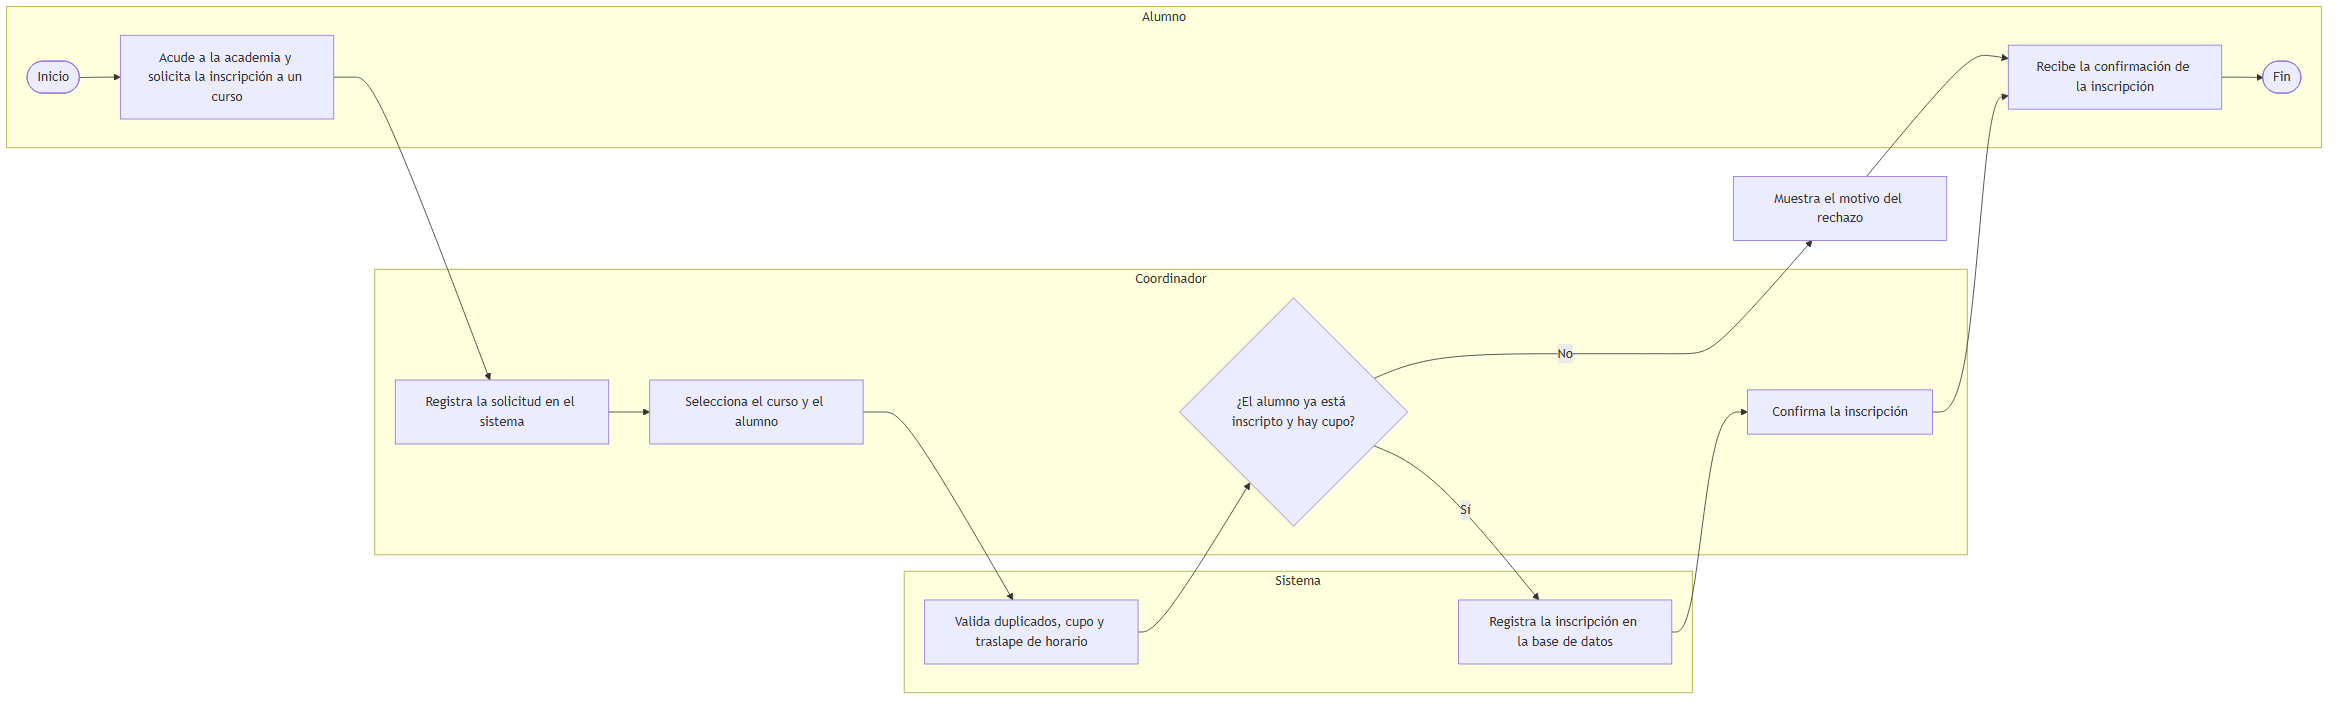 Alumno
Inicio
Acude a la academia y
solicita la inscripción a un
curso
Recibe la confirmación de
la inscripción
Fin
Muestra el motivo del
rechazo
Coordinador
Registra la solicitud en el
sistema
Selecciona el curso y el
alumno
¿El alumno ya está
inscripto y hay cupo?
No
Sí
Confirma la inscripción
Sistema
Valida duplicados, cupo y
traslape de horario
Registra la inscripción en
la base de datos